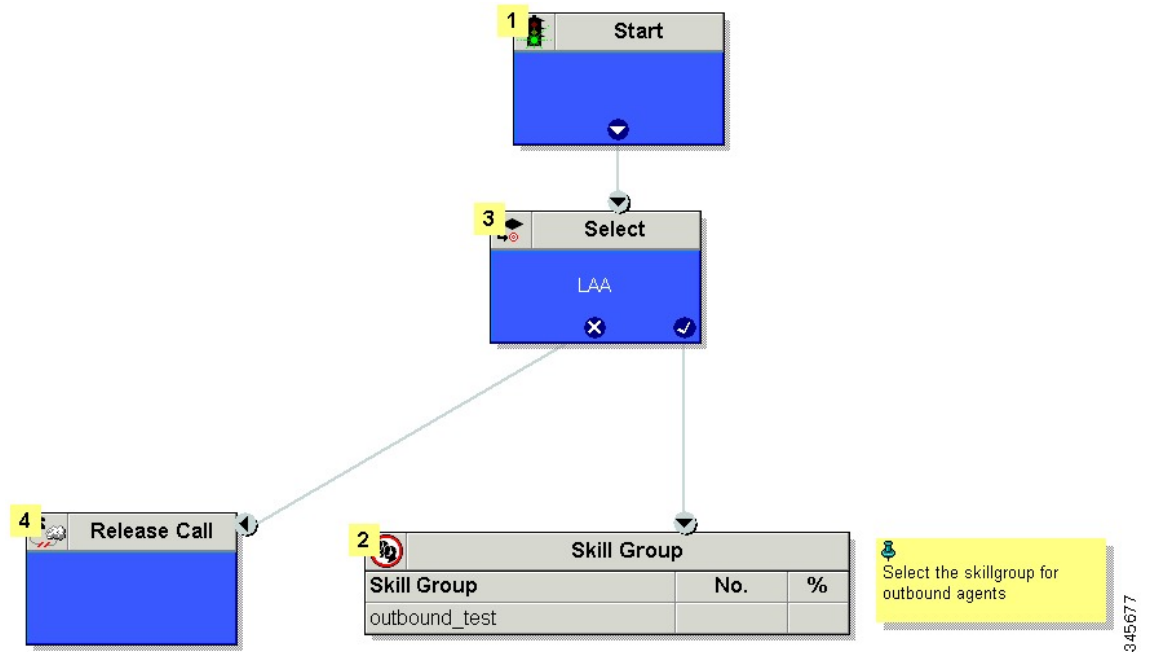 1
Start
3
Select
LAA
4
Release Call
2
Skill Group
Skill Group No. %
outbound_test
Select the skillgroup for
outbound agents
345677